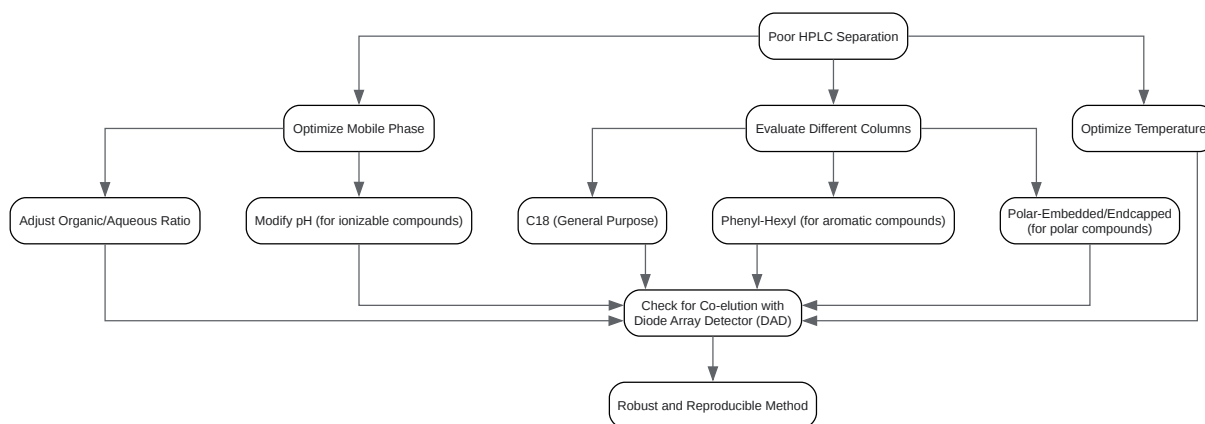 Poor HPLC Separation
Optimize Mobile Phase
Evaluate Different Columns
Optimize Temperature
Adjust Organic/Aqueous Ratio
Modify pH (for ionizable compounds)
C18 (General Purpose)
Phenyl-Hexyl (for aromatic compounds)
Polar-Embedded/Endcapped
(for polar compounds)
Check for Co-elution with
Diode Array Detector (DAD)
Robust and Reproducible Method